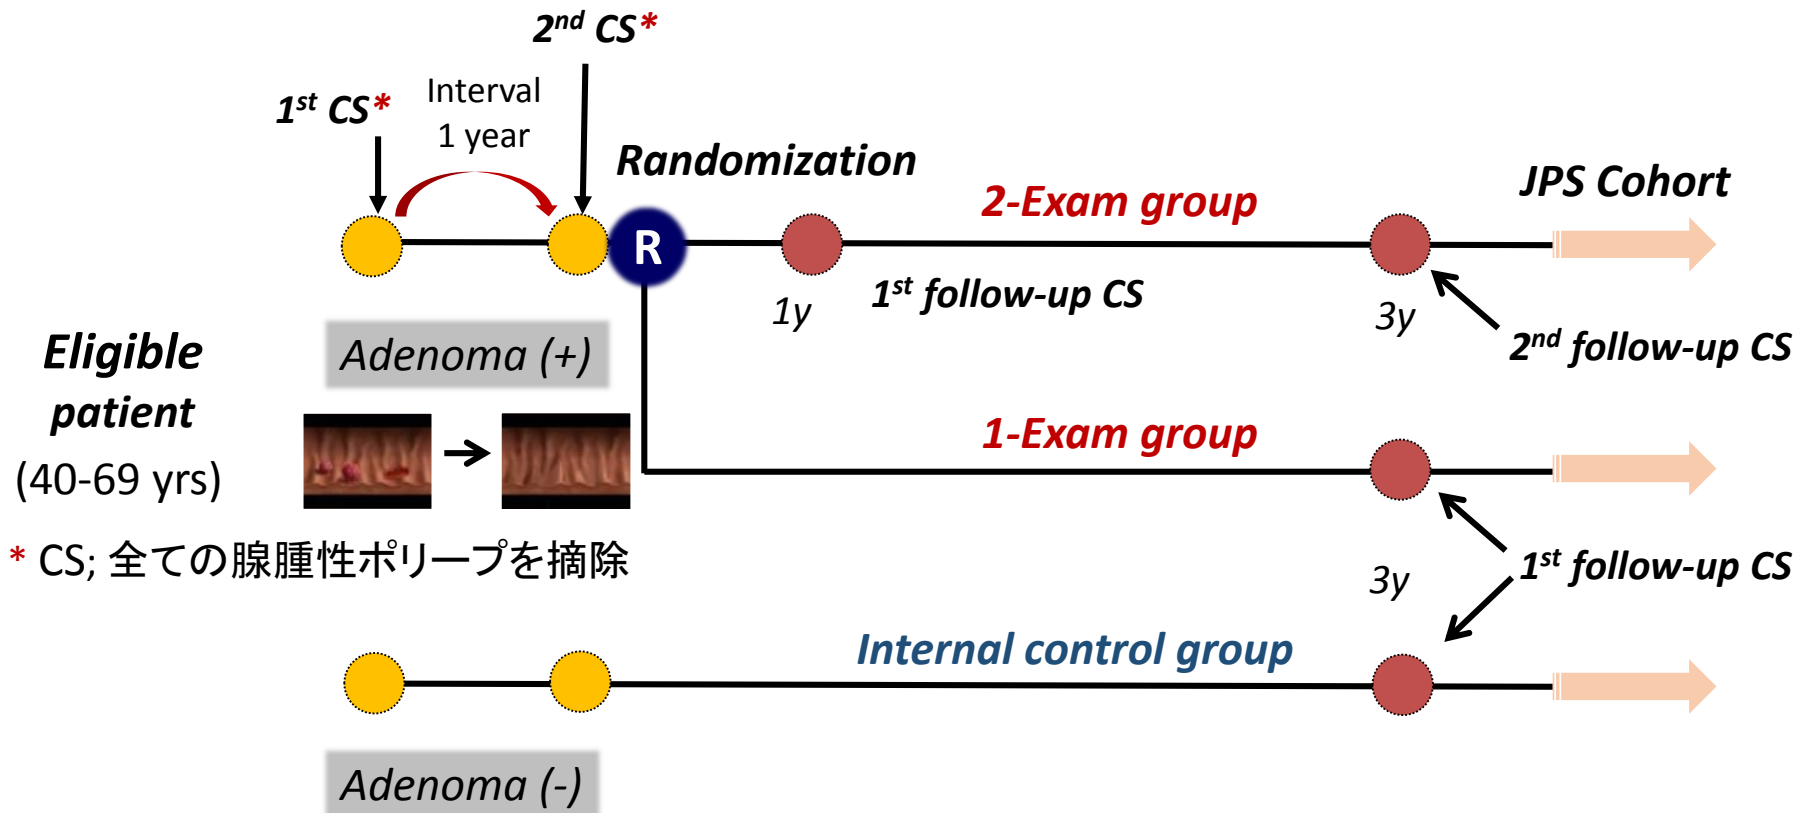 2nd CS*
1st CS*
Interval
1 year
Randomization
2-Exam group
JPS Cohort
R
1y
1st follow-up CS
3y
2nd follow-up CS
Eligible
patient
(40-69 yrs)
Adenoma (+)
1-Exam group
* CS; 全ての腺腫性ポリープを摘除
3y
1st follow-up CS
Internal control group
Adenoma (-)